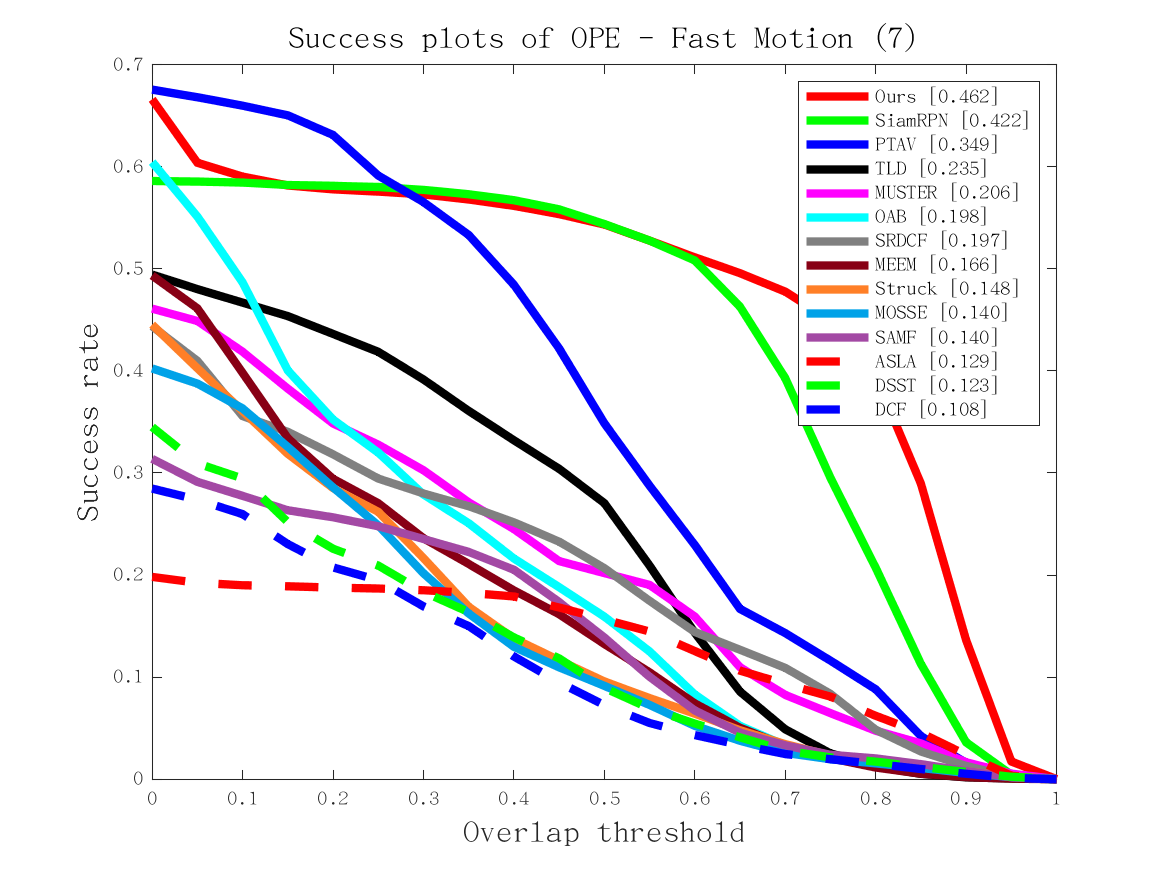 Success plots of OPE - Fast Motion (7)
0.7
0.6
0.5
0.4
0.3
0.2
0.1
0
Success rate
Ours [0.462]
SiamRPN [0.422]
PTAV [0.349]
TLD [0.235]
MUSTER [0.206]
OAB [0.198]
SRDCF [0.197]
MEEM [0.166]
Struck [0.148]
MOSSE [0.140]
SAMF [0.140]
ASLA [0.129]
DSST [0.123]
DCF [0.108]
0 0.1 0.2 0.3 0.4 0.5 0.6 0.7 0.8 0.9 1
Overlap threshold